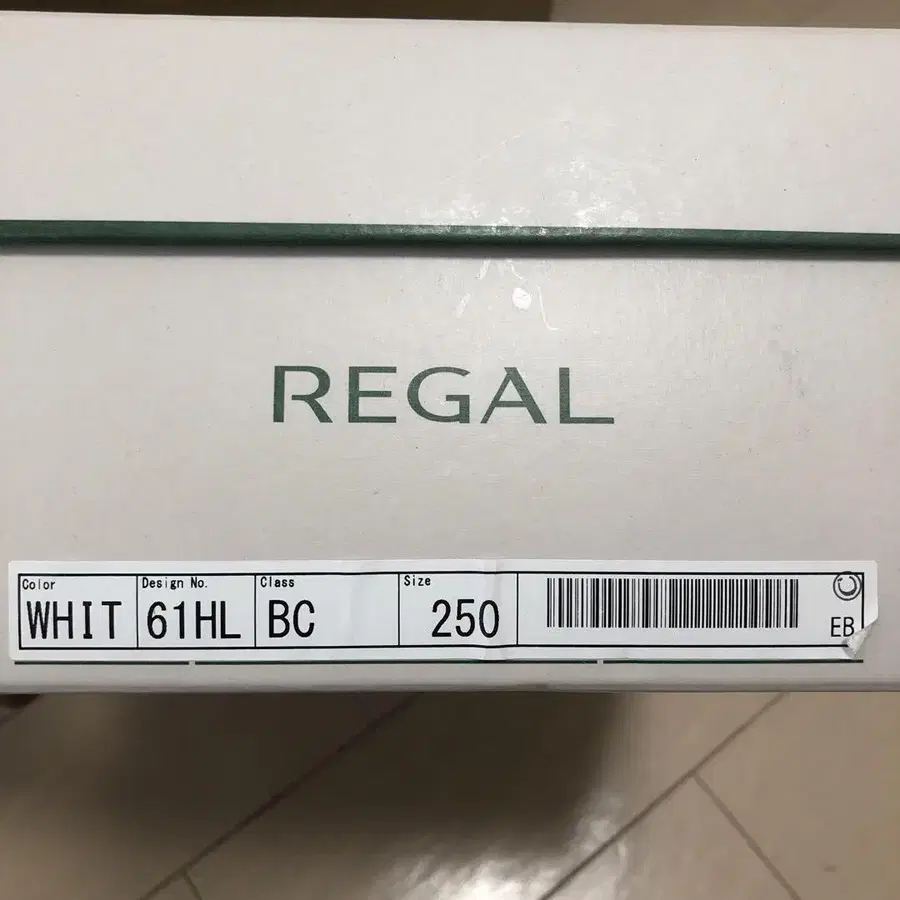 REGAL
Color Design No. Class Size
WHIT 61HL BC 250
Ⓒ
EB